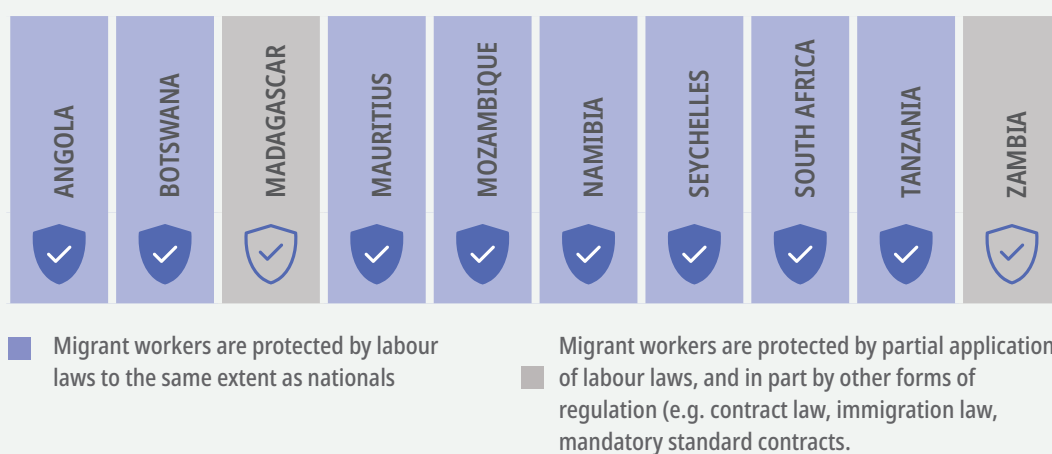 ANGOLA
BOTSWANA
MADAGASCAR
MAURITIUS
MOZAMBIQUE
NAMIBIA
SEYCHELLES
SOUTH AFRICA
TANZANIA
ZAMBIA
Migrant workers are protected by labour
laws to the same extent as nationals
Migrant workers are protected by partial application
of labour laws, and in part by other forms of
regulation (e.g. contract law, immigration law,
mandatory standard contracts.